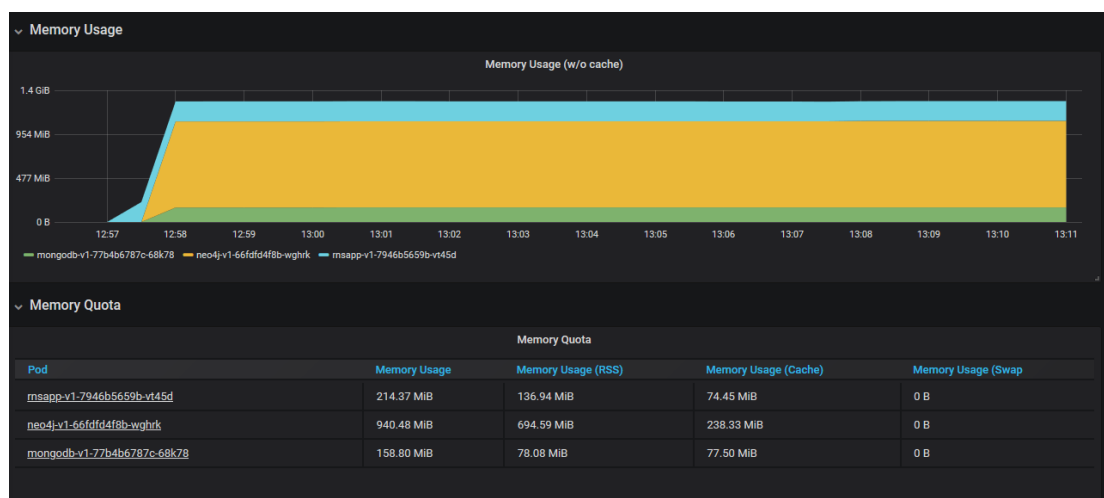 Memory Usage
Memory Usage (w/o cache)
1.4 GiB
954 MiB
477 MiB
0 B
12:57 12:58 12:59 13:00 13:01 13:02 13:03 13:04 13:05 13:06 13:07 13:08 13:09 13:10 13:11
mongodb-v1-77b4b6787c-68k78 neo4j-v1-66fdfd4f8b-wghrk rnsapp-v1-7946b5659b-vt45d
Memory Quota
Memory Quota
Pod Memory Usage Memory Usage (RSS) Memory Usage (Cache) Memory Usage (Swap
rnsapp-v1-7946b5659b-vt45d 214.37 MiB 136.94 MiB 74.45 MiB 0 B
neo4j-v1-66fdfd4f8b-wghrk 940.48 MiB 694.59 MiB 238.33 MiB 0 B
mongodb-v1-77b4b6787c-68k78 158.80 MiB 78.08 MiB 77.50 MiB 0 B